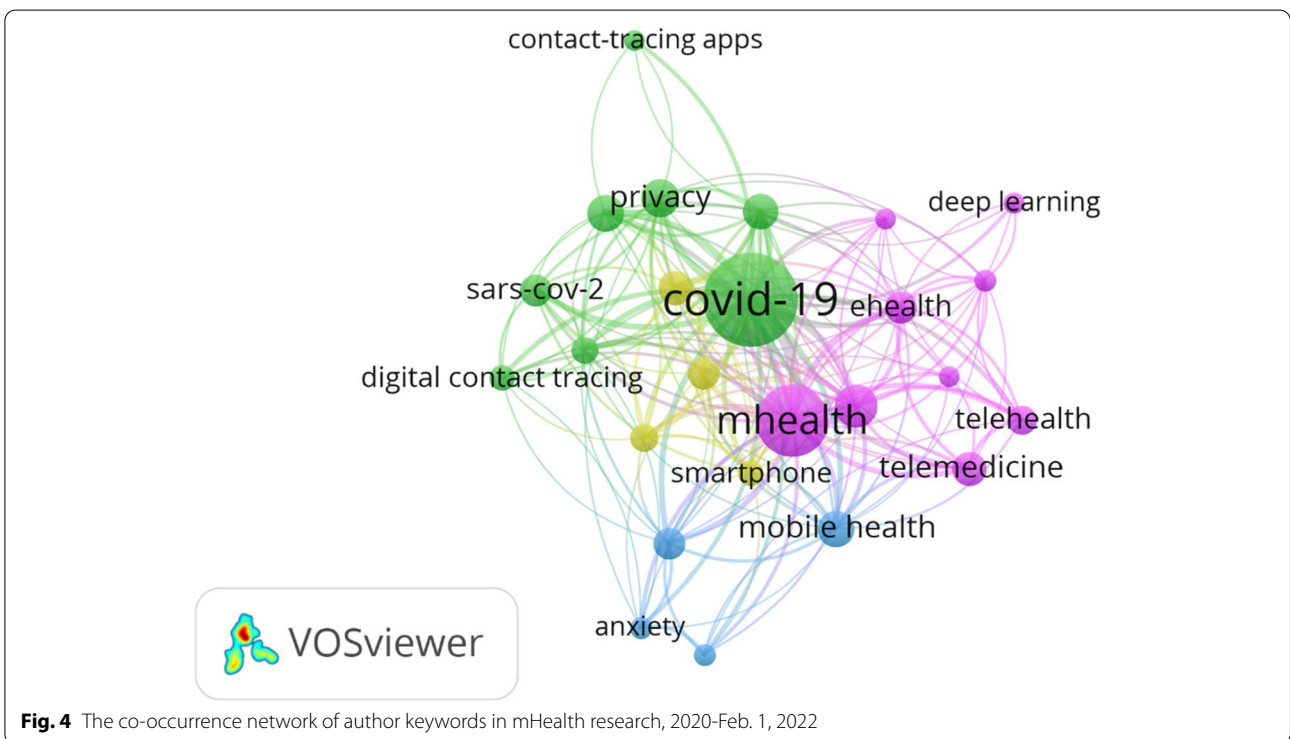 contact-tracing apps
privacy
deep learning
sars-cov-2
covid-19
ehealth
digital contact tracing
mhealth
telehealth
smartphone
telemedicine
mobile health
anxiety
VOSviewer
Fig. 4 The co-occurrence network of author keywords in mHealth research, 2020-Feb. 1, 2022